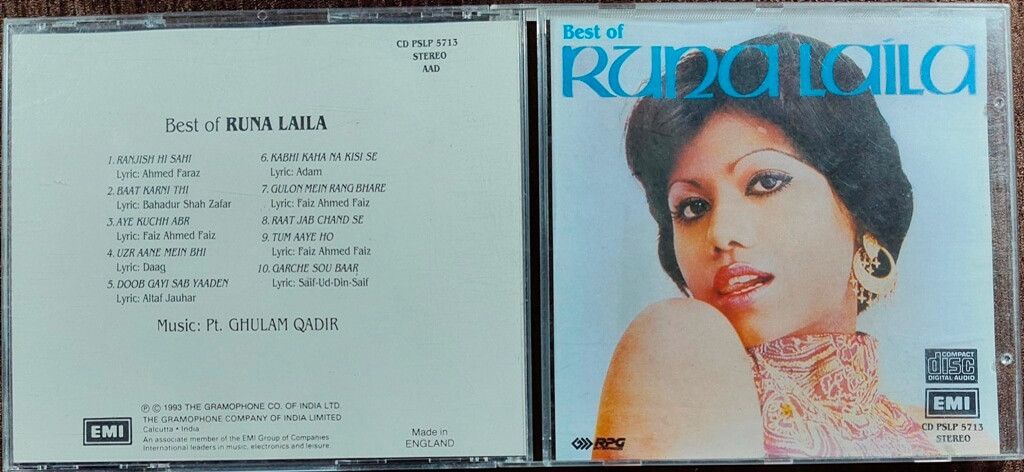 CD PSLP 5713
STEREO
AAD
Best of RUNA LAILA
1. RANJISH HI SAHI
Lyric: Ahmed Faraz
2. BAAT KARNI THI
Lyric: Bahadur Shah Zafar
3. AYE KUCHH ABR
Lyric: Faiz Ahmed Faiz
4. UZR AANE MEIN BHI
Lyric: Daag
5. DOOB GAYI SAB YAADEN
Lyric: Altaf Jauhar
6. KABHI KAHA NA KISI SE
Lyric: Adam
7. GULON MEIN RANG BHARE
Lyric: Faiz Ahmed Faiz
8. RAAT JAB CHAND SE
9. TUM AAYE HO
Lyric: Faiz Ahmed Faiz
10. GARCHE SOU BAAR
Lyric: Saif-Ud-Din-Saif
Music: Pt. GHULAM QADIR
EMI
℗ © 1993 THE GRAMOPHONE CO. OF INDIA LTD.
THE GRAMOPHONE COMPANY OF INDIA LIMITED
Calcutta • India
An associate member of the EMI Group of Companies
International leaders in music, electronics and leisure.
Made in
ENGLAND
Best of
RUNA LAILA
COMPACT
disc
DIGITAL AUDIO
EMI
CD PSLP 5713
STEREO
RPG